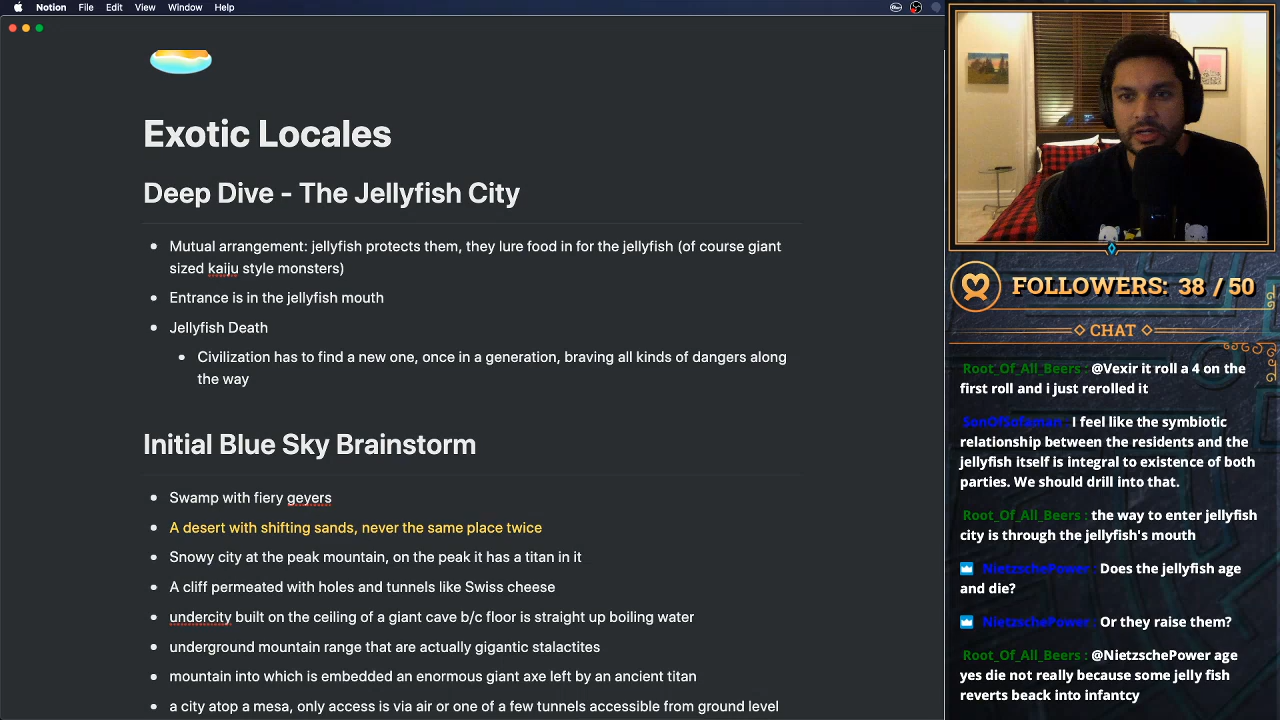 Notion File Edit View Window Help
Exotic Locales
Deep Dive - The Jellyfish City
Mutual arrangement: jellyfish protects them, they lure food in for the jellyfish (of course giant
sized kaiju style monsters)
Entrance is in the jellyfish mouth
Jellyfish Death
Civilization has to find a new one, once in a generation, braving all kinds of dangers along
the way
Initial Blue Sky Brainstorm
Swamp with fiery geyers
A desert with shifting sands, never the same place twice
Snowy city at the peak mountain, on the peak it has a titan in it
A cliff permeated with holes and tunnels like Swiss cheese
undercity built on the ceiling of a giant cave b/c floor is straight up boiling water
underground mountain range that are actually gigantic stalactites
mountain into which is embedded an enormous giant axe left by an ancient titan
a city atop a mesa, only access is via air or one of a few tunnels accessible from ground level
FOLLOWERS: 38 / 50
CHAT
Root_Of_All_Beers : @Vexir it roll a 4 on the
first roll and i just rerolled it
SonOfSofaman : I feel like the symbiotic
relationship between the residents and the
jellyfish itself is integral to existence of both
parties. We should drill into that.
Root_Of_All_Beers : the way to enter jellyfish
city is through the jellyfish's mouth
NietzschePower : Does the jellyfish age
and die?
NietzschePower : Or they raise them?
Root_Of_All_Beers : @NietzschePower age
yes die not really because some jelly fish
reverts beack into infantcy